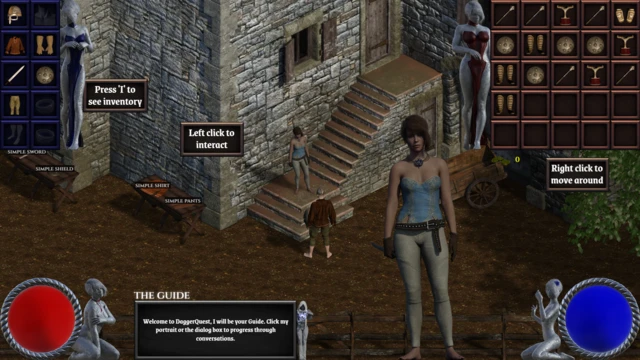 Press 'I' to
see inventory
Left click to
interact
0
Right click to
move around
SIMPLE SWORD
SIMPLE SHIELD
SIMPLE SHIRT
SIMPLE PANTS
THE GUIDE
Welcome to DaggerQuest, I will be your Guide. Click my
portrait or the dialog box to progress through
conversations.